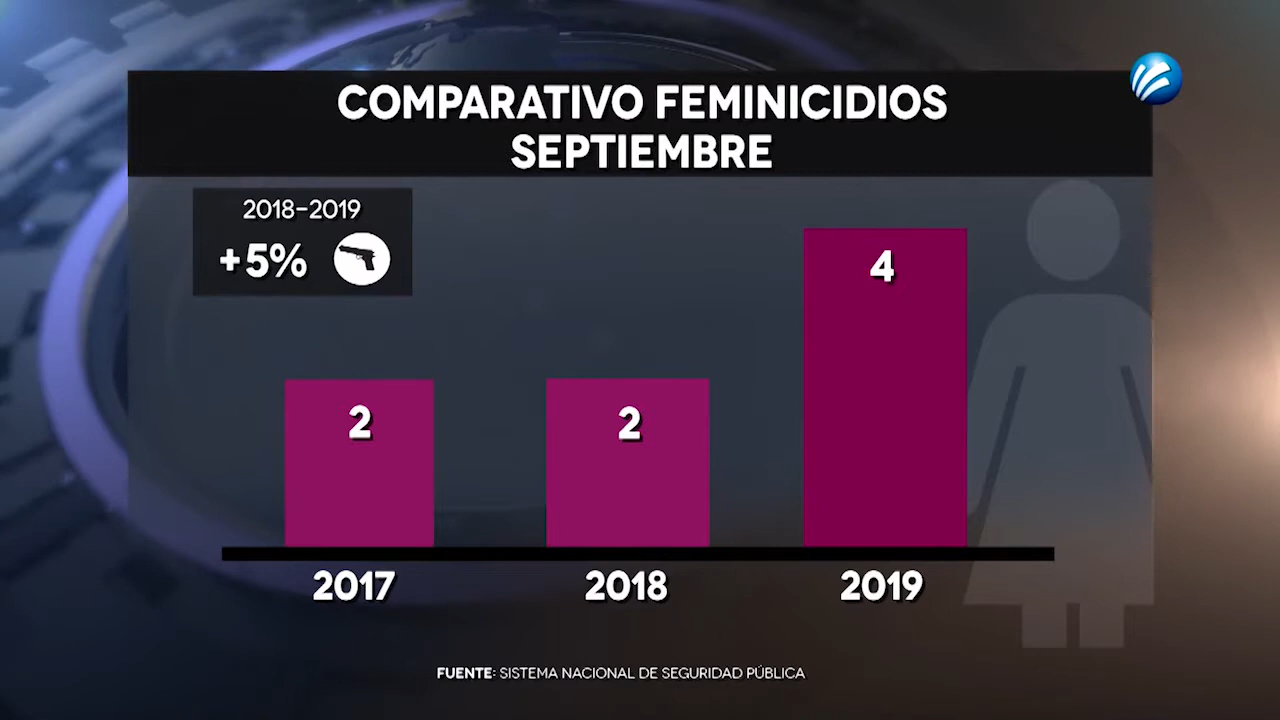 COMPARATIVO FEMINICIDIOS
SEPTIEMBRE
2018-2019
+5%
4
2
2
2017
2018
2019
FUENTE: SISTEMA NACIONAL DE SEGURIDAD PÚBLICA